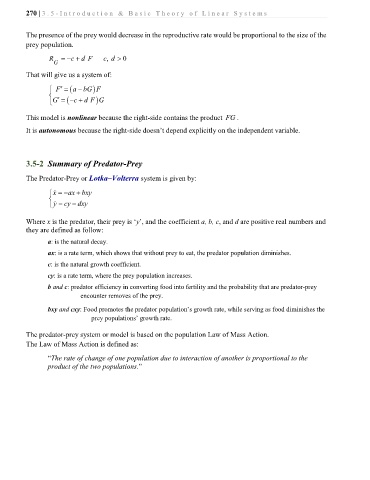 270 | 3.5-Introduction & Basic Theory of Linear Systems
The presence of the prey would decrease in the reproductive rate would be proportional to the size of the
prey population.
R_G = −c + d F c, d > 0
That will give us a system of:
F′ = (a − bG) F
G′ = (−c + d F) G
This model is nonlinear because the right-side contains the product FG.
It is autonomous because the right-side doesn't depend explicitly on the independent variable.
3.5-2 Summary of Predator-Prey
The Predator-Prey or Lotka–Volterra system is given by:
ẋ = −ax + bxy
ẏ = cy − dxy
Where x is the predator, their prey is 'y', and the coefficient a, b, c, and d are positive real numbers and
they are defined as follow:
a: is the natural decay.
ax: is a rate term, which shows that without prey to eat, the predator population diminishes.
c: is the natural growth coefficient.
cy: is a rate term, where the prey population increases.
b and c: predator efficiency in converting food into fertility and the probability that are predator-prey
encounter removes of the prey.
bxy and cxy: Food promotes the predator population's growth rate, while serving as food diminishes the
prey populations' growth rate.
The predator-prey system or model is based on the population Law of Mass Action.
The Law of Mass Action is defined as:
"The rate of change of one population due to interaction of another is proportional to the
product of the two populations."